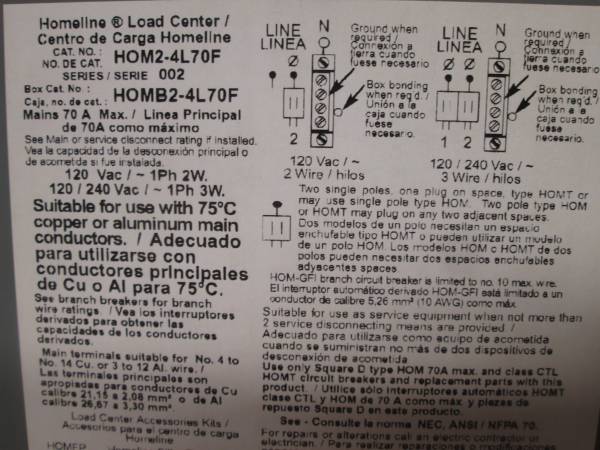 Homeline ® Load Center /
Centro de Carga Homeline
CAT. NO. :
NO. DE CAT. HOM2-4L70F
SERIES / SERIE 002
Box Cat. No :
Caja, no. de cat. : HOMB2-4L70F
Mains 70 A Max. / Linea Principal
de 70A como máximo
See Main or service disconnect rating if installed.
Vea la capacidad de la desconexión principal o
de acometida si fue instalada.
120 Vac / ~ 1Ph 2W.
120 / 240 Vac / ~ 1Ph 3W.
Suitable for use with 75°C
copper or aluminum main
conductors. / Adecuado
para utilizarse con
conductores principales
de Cu o Al para 75°C.
See branch breakers for branch
wire ratings. / Vea los interruptores
derivados para obtener las
capacidades de los conductores
derivados.
Main terminals suitable for No. 4 to
No. 14 Cu. or 3 to 12 Al. wire. /
Las terminales principales son
apropiadas para conductores de Cu
calibre 21,15 a 2,08 mm² o de Al
calibre 26,67 a 3,30 mm².
Load Center Accessories Kits /
Accesorios para el centro de carga
Homeline
LINE
LINEA
N
Ø
2
Ground when
required /
Connexión a
tierra cuando
fuese necesario
Box bonding
when req'd. /
Unión a la
caja cuando
fuese
necesario.
120 Vac / ~
2 Wire / hilos
LINE
LINEA
N
Ø Ø
1 2
Ground when
required /
Connexión a
tierra cuando
fuese necesario
Box bonding
when req'd. /
Unión a la
caja cuando
fuese
necesario.
120 / 240 Vac / ~
3 Wire / hilos
Two single poles, one plug on space, type HOMT or
may use single pole type HOM. Two pole type HOM
or HOMT may plug on any two adjacent spaces.
Dos modelos de un polo necesitan un espacio
enchufable tipo HOMT o pueden utilizar un modelo
de un polo HOM. Los modelos HOM o HOMT de dos
polos pueden necesitar dos espacios enchufables
adyacentes spaces
HOM-GFI branch circuit breaker is limited to no. 10 max. wire.
El interruptor automático derivado HOM-GFI está limitado a un
conductor de calibre 5,26 mm² (10 AWG) como máx.
Suitable for use as service equipment when not more than
2 service disconnecting means are provided. /
Adecuado para utilizarse como equipo de acometida
cuando se suministran no más de dos dispositivos de
desconexión de acometida.
Use only Square D type HOM 70A max. and class CTL
HOMT circuit breakers and replacement parts with this
product. / Utilice sólo interruptores automáticos HOMT
clase CTL y HOM de 70 A como máx. y piezas de
repuesto Square D en este producto.
See - Consulte la norma NEC, ANSI / NFPA 70.
For repairs or alterations call an electric contractor or
electrician. / Para realizar reparaciones o modificaciones